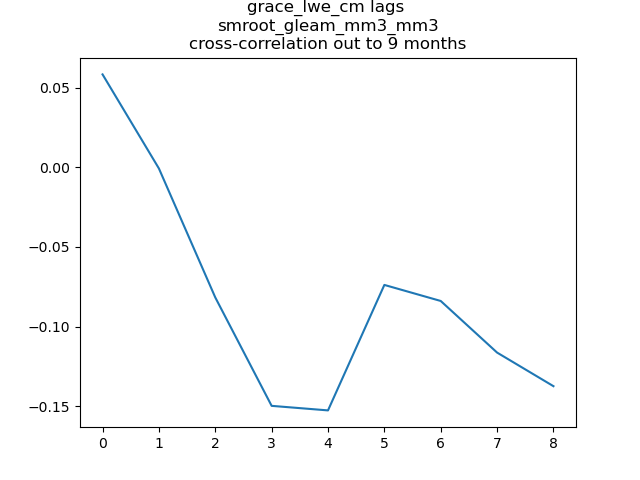 grace_lwe_cm lags
smroot_gleam_mm3_mm3
cross-correlation out to 9 months
0.05
0.00
−0.05
−0.10
−0.15
0 1 2 3 4 5 6 7 8